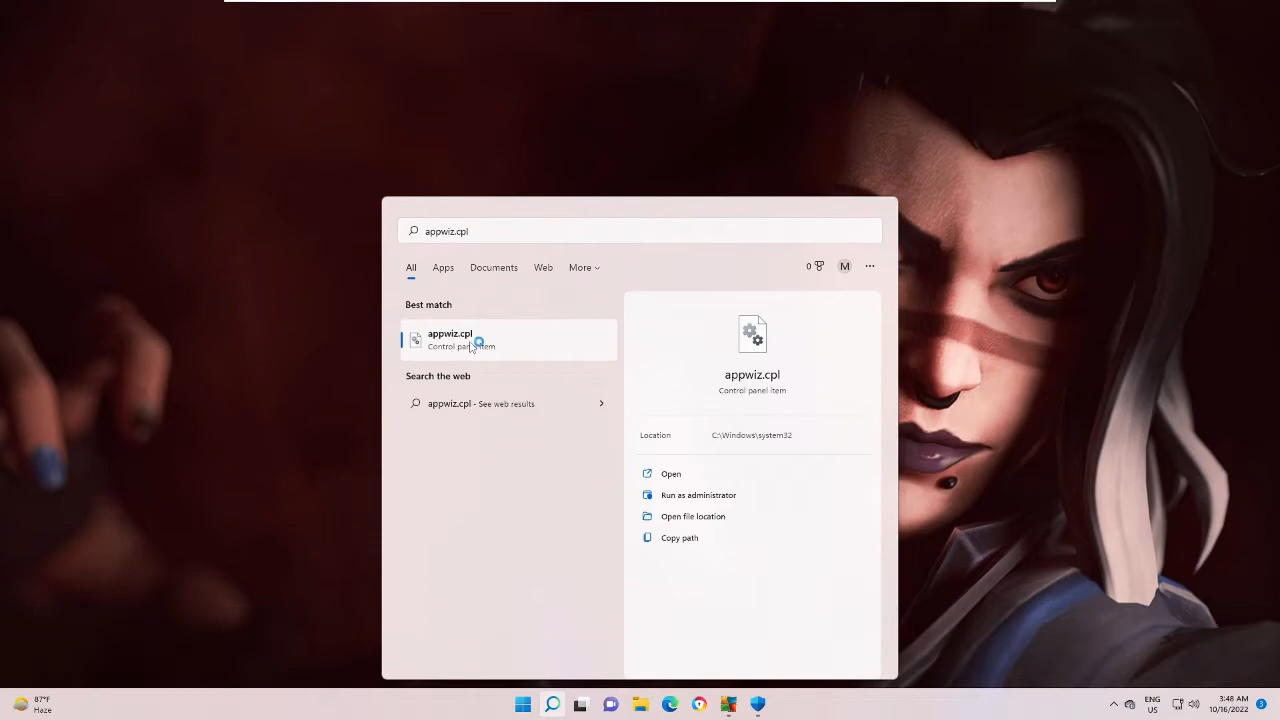 appwiz.cpl
All Apps Documents Web More 0 M ...
Best match
appwiz.cpl
Control panel item
Search the web
appwiz.cpl - See web results
appwiz.cpl
Control panel item
Location C:\Windows\system32
Open
Run as administrator
Open file location
Copy path
87°F
Haze
ENG
US
3:48 AM
10/16/2022
3